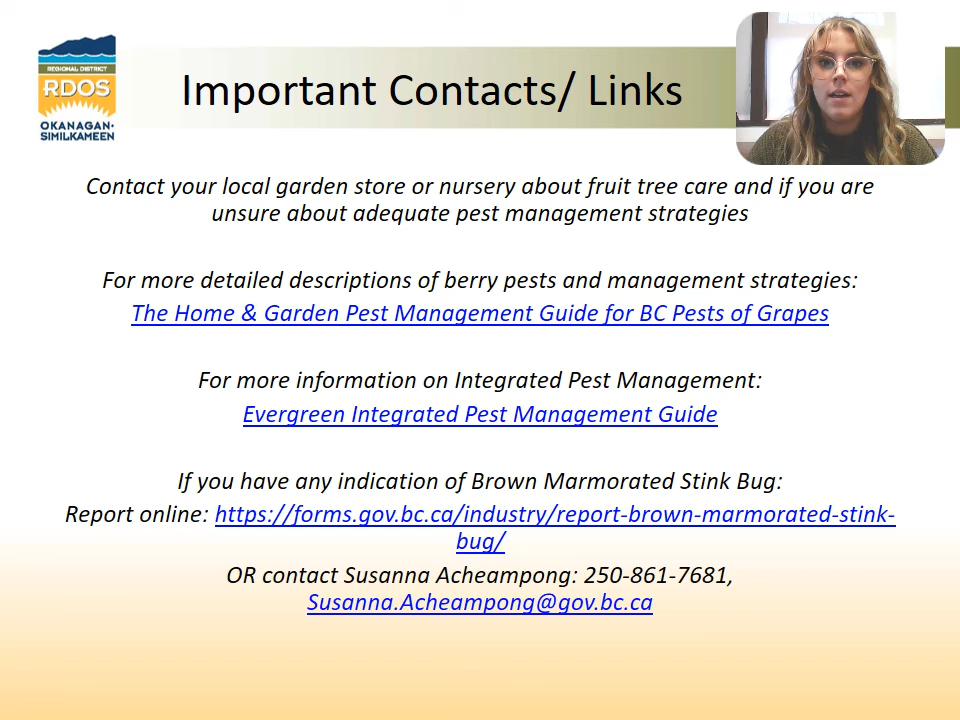 REGIONAL DISTRICT
RDOS
OKANAGAN·
SIMILKAMEEN
Important Contacts/ Links
Contact your local garden store or nursery about fruit tree care and if you are
unsure about adequate pest management strategies
For more detailed descriptions of berry pests and management strategies:
The Home & Garden Pest Management Guide for BC Pests of Grapes
For more information on Integrated Pest Management:
Evergreen Integrated Pest Management Guide
If you have any indication of Brown Marmorated Stink Bug:
Report online: https://forms.gov.bc.ca/industry/report-brown-marmorated-stink-
bug/
OR contact Susanna Acheampong: 250-861-7681,
Susanna.Acheampong@gov.bc.ca